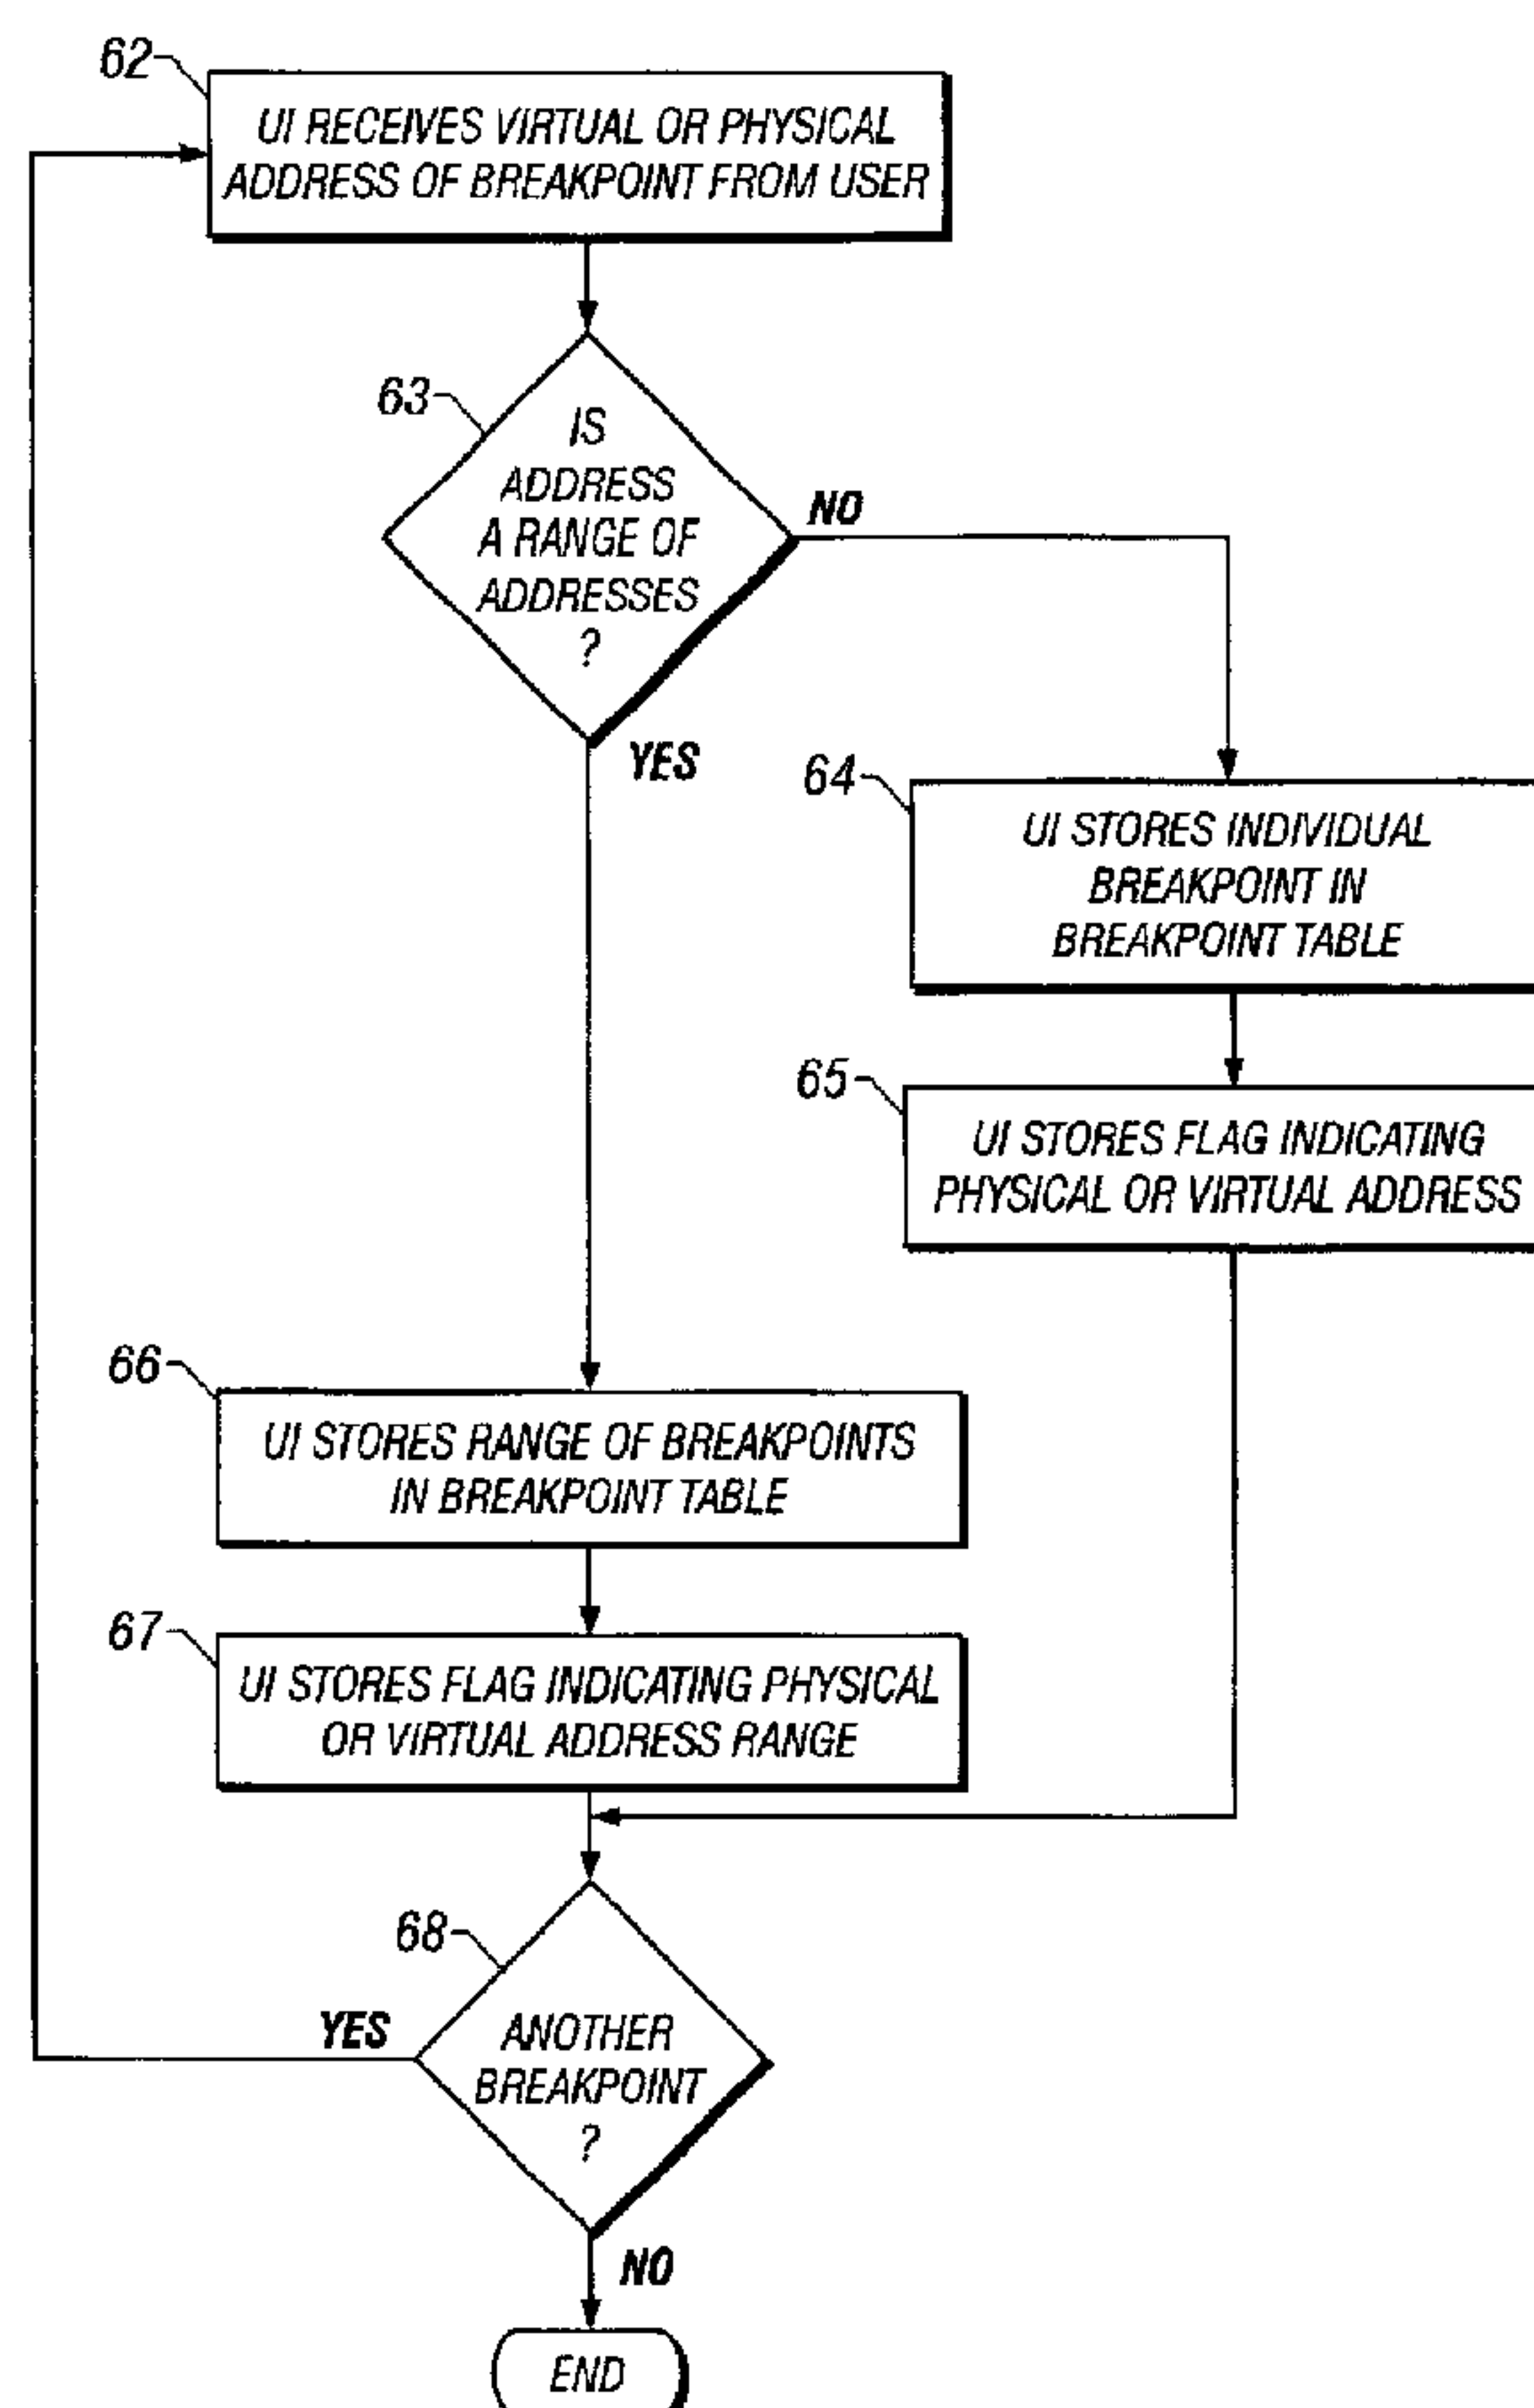 62
UI RECEIVES VIRTUAL OR PHYSICAL
ADDRESS OF BREAKPOINT FROM USER
63
IS
ADDRESS
A RANGE OF
ADDRESSES
?
NO
YES
64
UI STORES INDIVIDUAL
BREAKPOINT IN
BREAKPOINT TABLE
65
UI STORES FLAG INDICATING
PHYSICAL OR VIRTUAL ADDRESS
66
UI STORES RANGE OF BREAKPOINTS
IN BREAKPOINT TABLE
67
UI STORES FLAG INDICATING PHYSICAL
OR VIRTUAL ADDRESS RANGE
68
YES
ANOTHER
BREAKPOINT
?
NO
END